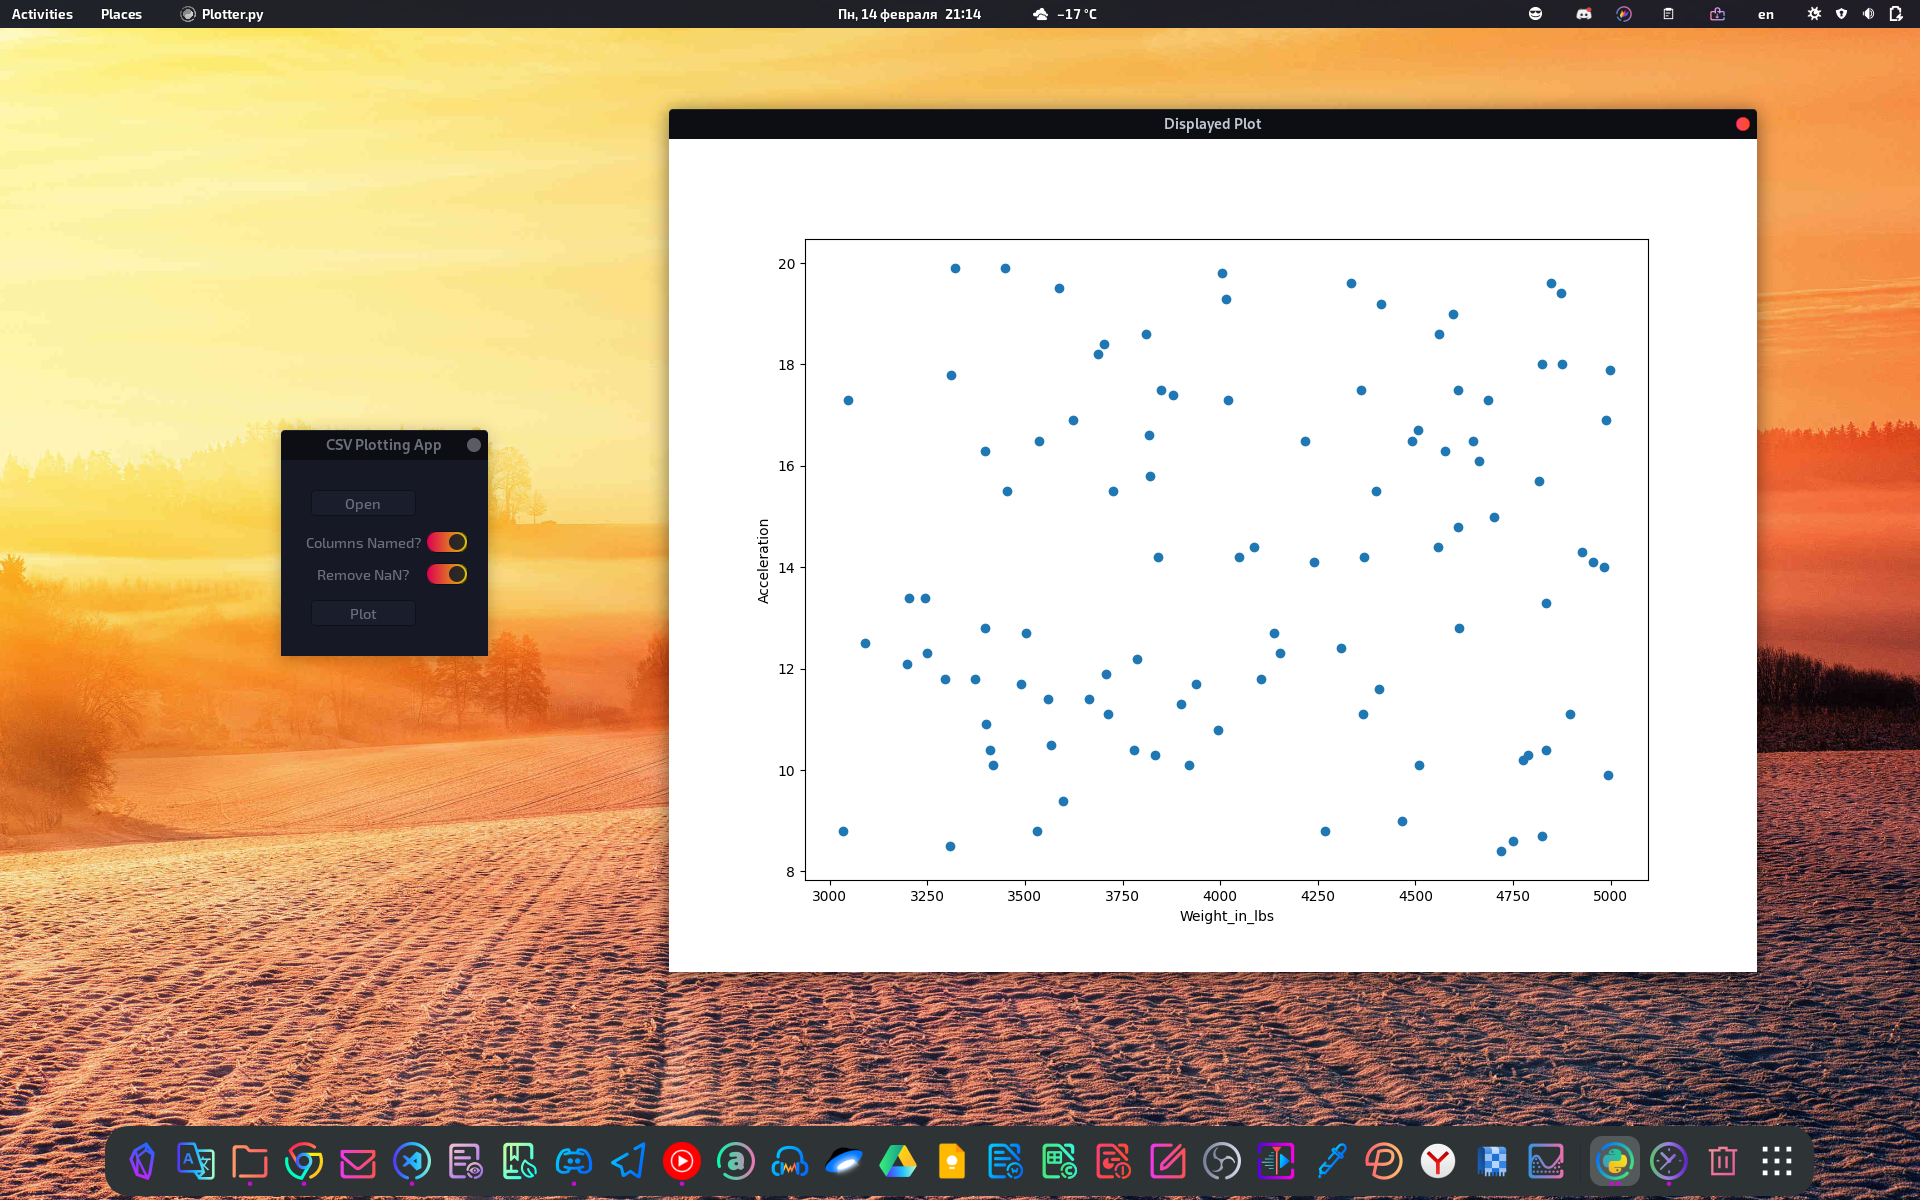 Activities Places Plotter.py Пн, 14 февраля 21:14 −17 °C en
Displayed Plot
CSV Plotting App
Open
Columns Named?
Remove NaN?
Plot
20
18
16
14
12
10
8
Acceleration
3000 3250 3500 3750 4000 4250 4500 4750 5000
Weight_in_lbs